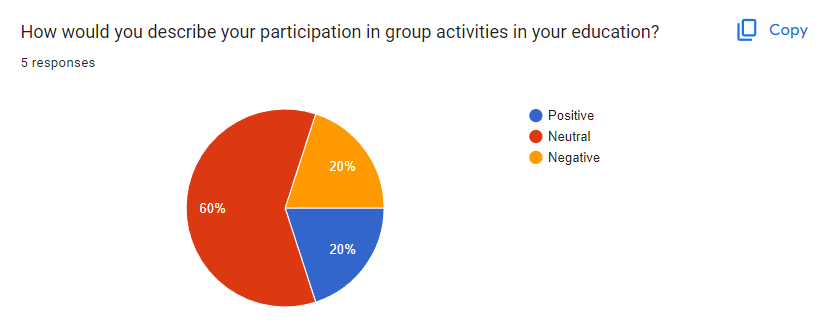 How would you describe your participation in group activities in your education?
Copy
5 responses
Positive
Neutral
Negative
20%
60%
20%